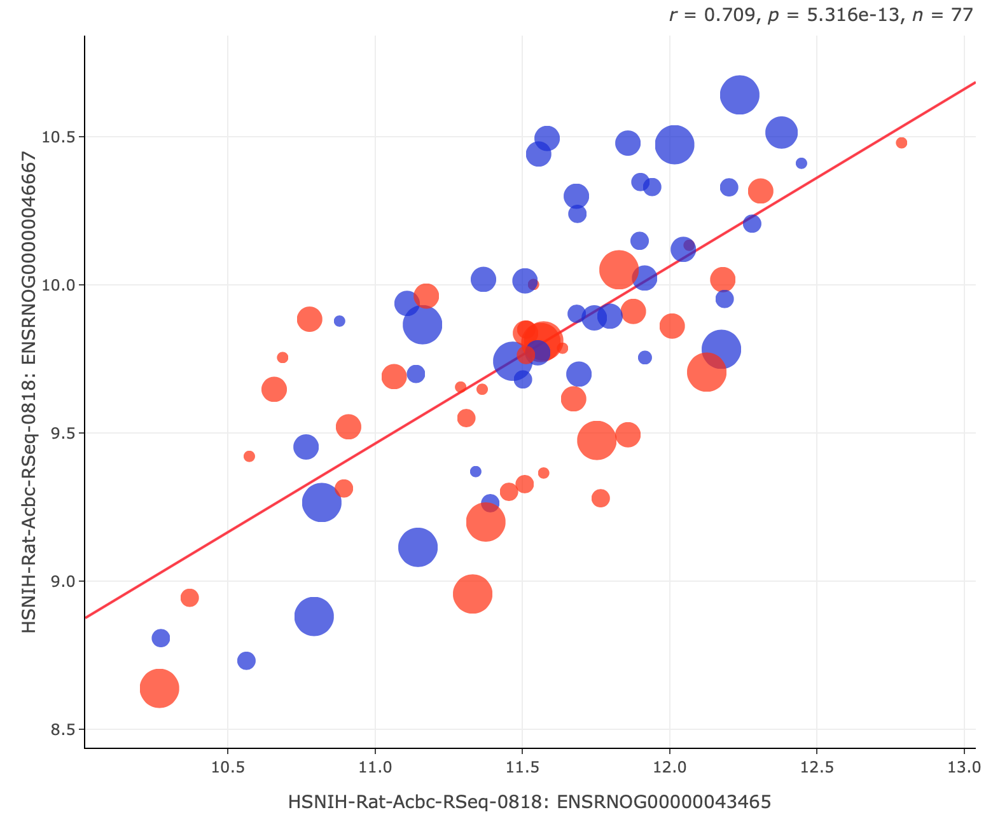 r = 0.709, p = 5.316e-13, n = 77
10.5
10.0
9.5
9.0
8.5
HSNIH-Rat-Acbc-RSeq-0818: ENSRNOG00000046667
10.5 11.0 11.5 12.0 12.5 13.0
HSNIH-Rat-Acbc-RSeq-0818: ENSRNOG00000043465